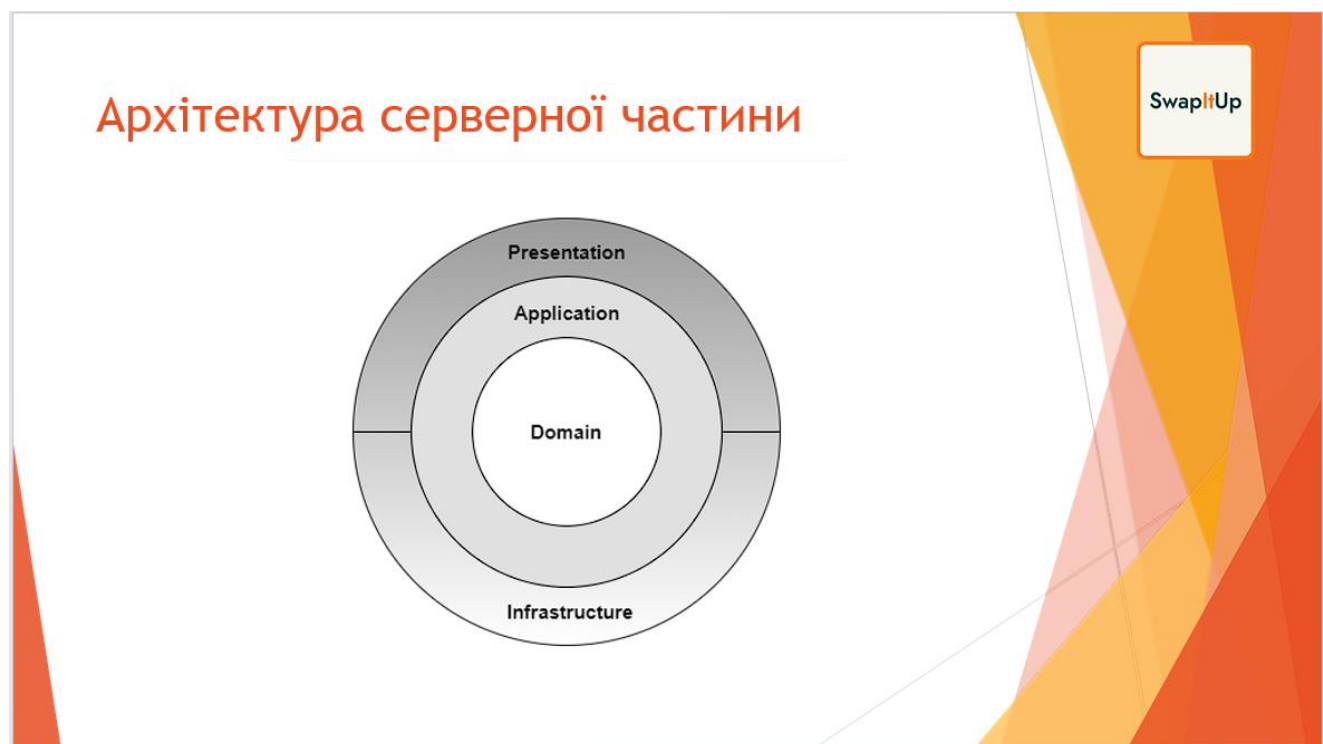 Архітектура серверної частини
SwapItUp
Presentation
Application
Domain
Infrastructure